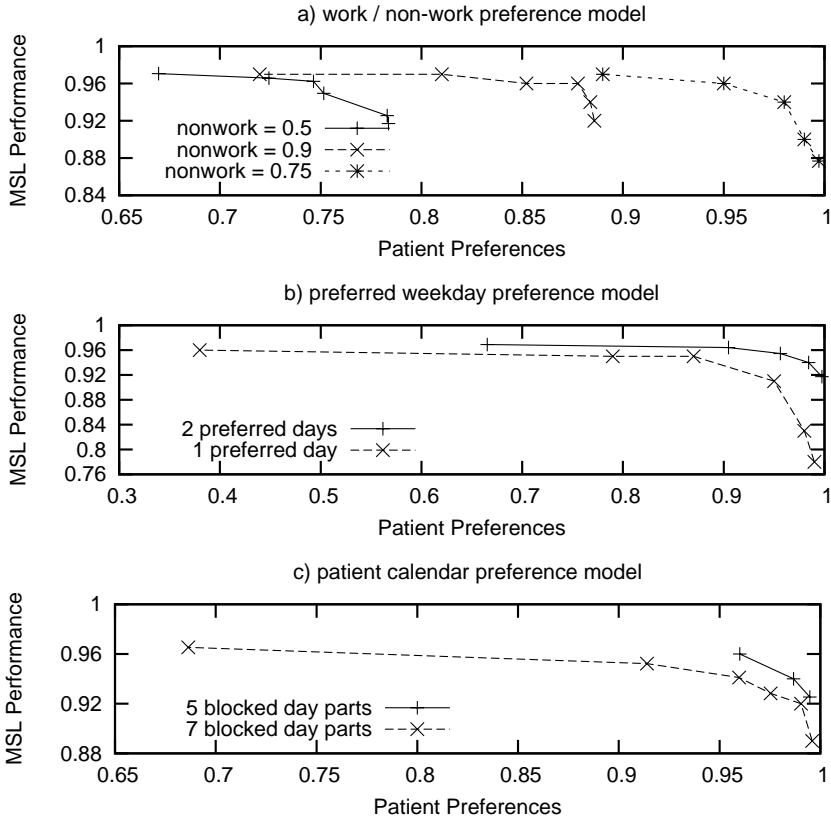 a) work / non-work preference model
MSL Performance
1
0.96
0.92
0.88
0.84
nonwork = 0.5
nonwork = 0.9
nonwork = 0.75
0.65 0.7 0.75 0.8 0.85 0.9 0.95 1
Patient Preferences
b) preferred weekday preference model
MSL Performance
1
0.96
0.92
0.88
0.84
0.8
0.76
2 preferred days
1 preferred day
0.3 0.4 0.5 0.6 0.7 0.8 0.9 1
Patient Preferences
c) patient calendar preference model
MSL Performance
1
0.96
0.92
0.88
5 blocked day parts
7 blocked day parts
0.65 0.7 0.75 0.8 0.85 0.9 0.95 1
Patient Preferences